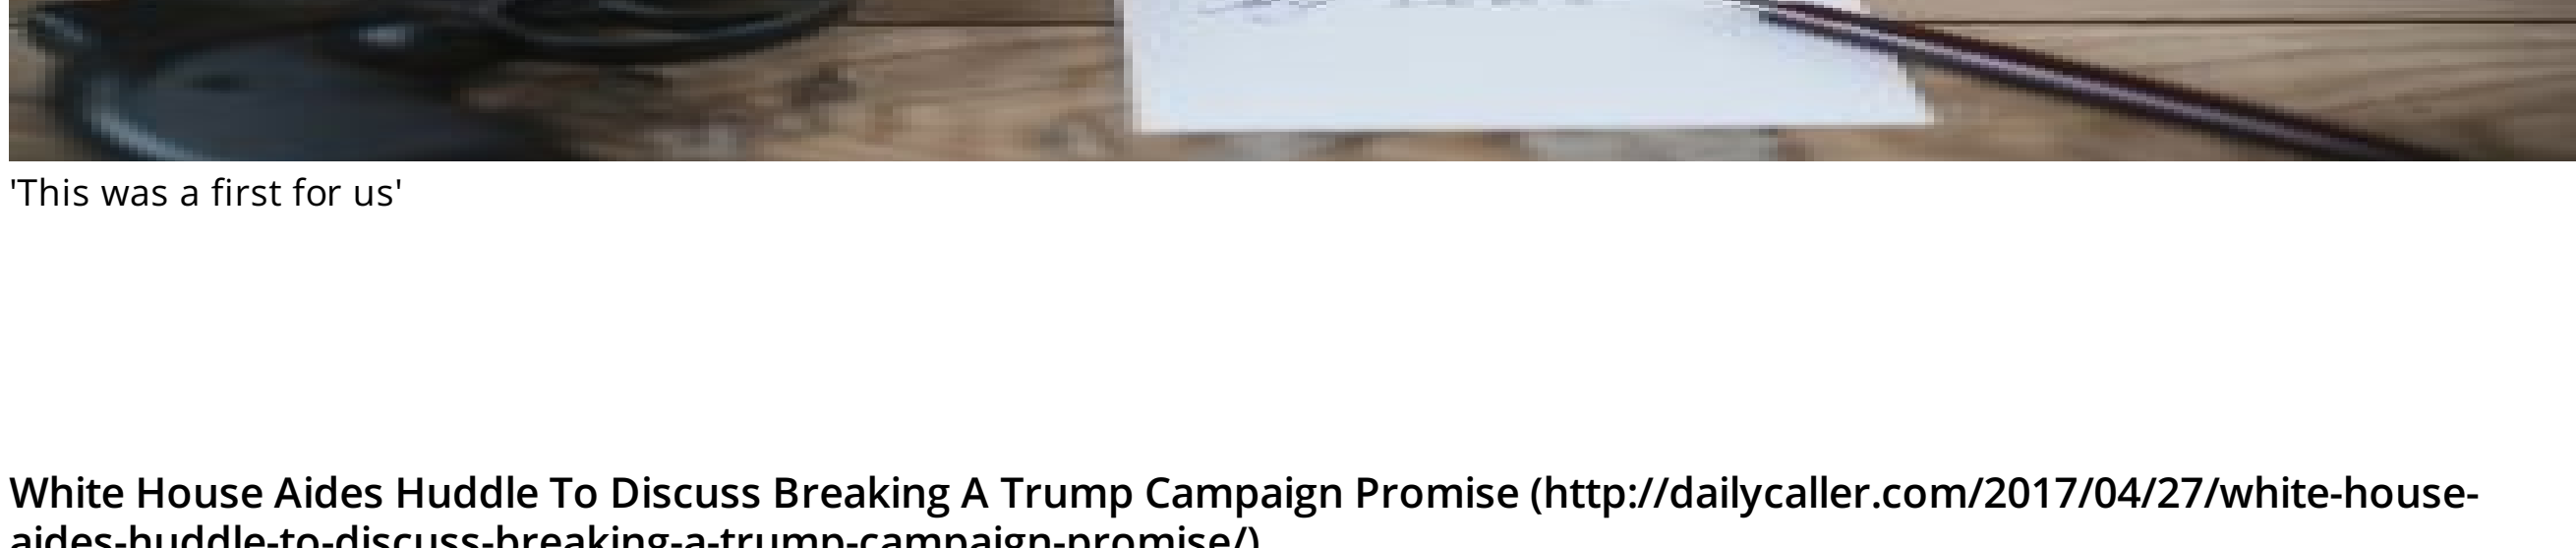 'This was a first for us'
White House Aides Huddle To Discuss Breaking A Trump Campaign Promise (http://dailycaller.com/2017/04/27/white-house-
aides-huddle-to-discuss-breaking-a-trump-campaign-promise/)